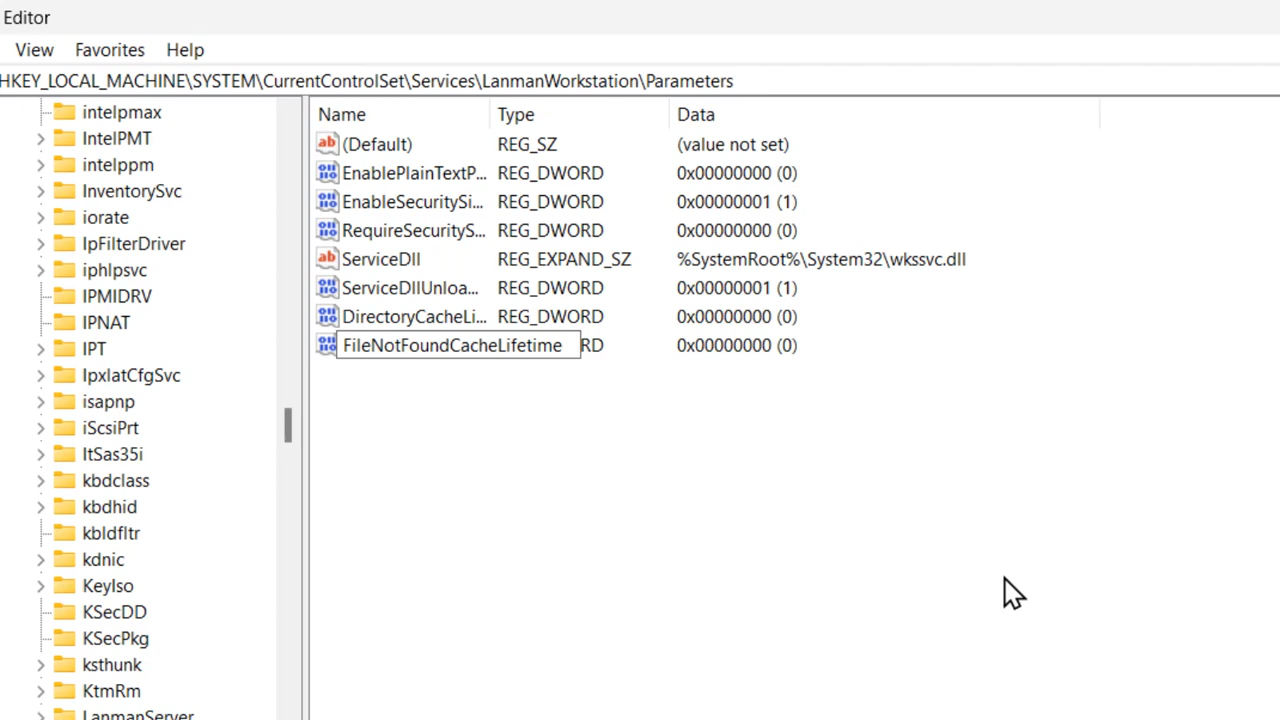 Editor
View Favorites Help
HKEY_LOCAL_MACHINE\SYSTEM\CurrentControlSet\Services\LanmanWorkstation\Parameters
intelpmax
IntelPMT
intelppm
InventorySvc
iorate
IpFilterDriver
iphlpsvc
IPMIDRV
IPNAT
IPT
IpxlatCfgSvc
isapnp
iScsiPrt
ItSas35i
kbdclass
kbdhid
kbldfltr
kdnic
KeyIso
KSecDD
KSecPkg
ksthunk
KtmRm
LanmanServer
Name Type Data
ab (Default) REG_SZ (value not set)
EnablePlainTextP... REG_DWORD 0x00000000 (0)
EnableSecuritySi... REG_DWORD 0x00000001 (1)
RequireSecurityS... REG_DWORD 0x00000000 (0)
ab ServiceDll REG_EXPAND_SZ %SystemRoot%\System32\wkssvc.dll
ServiceDllUnloa... REG_DWORD 0x00000001 (1)
DirectoryCacheLi... REG_DWORD 0x00000000 (0)
FileNotFoundCacheLifetime RD 0x00000000 (0)